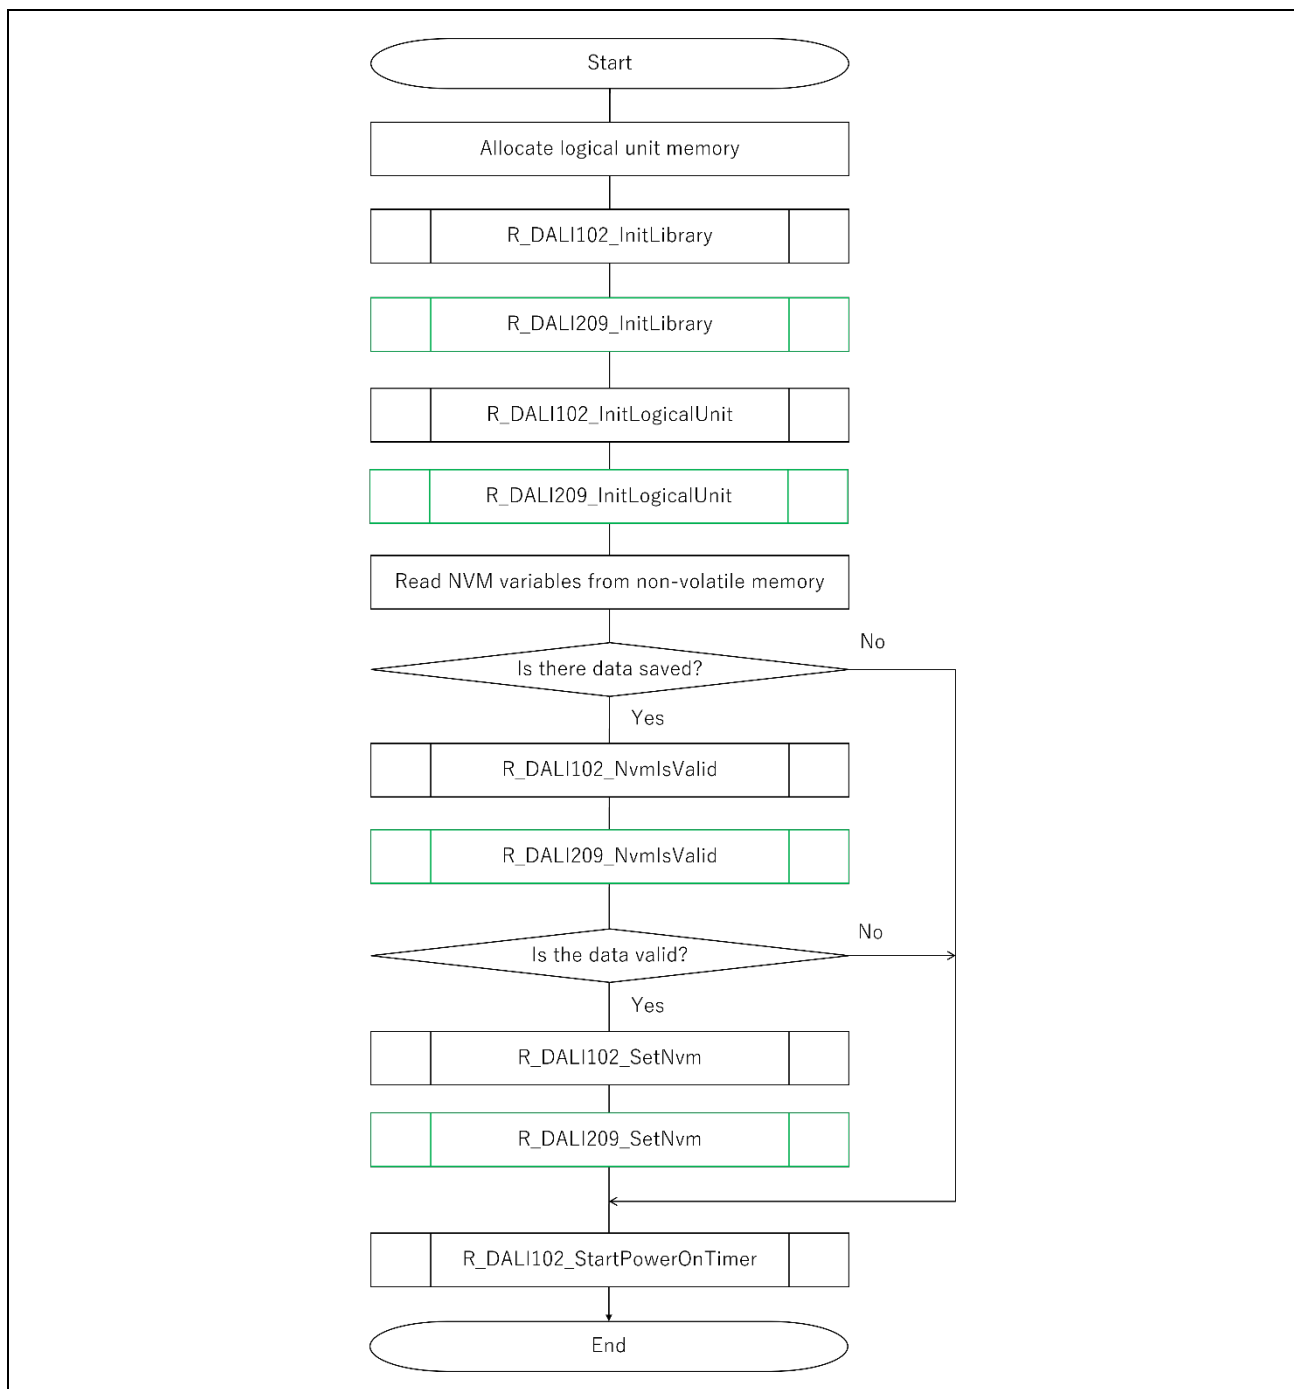 Start
Allocate logical unit memory
R_DALI102_InitLibrary
R_DALI209_InitLibrary
R_DALI102_InitLogicalUnit
R_DALI209_InitLogicalUnit
Read NVM variables from non-volatile memory
No
Is there data saved?
Yes
R_DALI102_NvmIsValid
R_DALI209_NvmIsValid
No
Is the data valid?
Yes
R_DALI102_SetNvm
R_DALI209_SetNvm
R_DALI102_StartPowerOnTimer
End